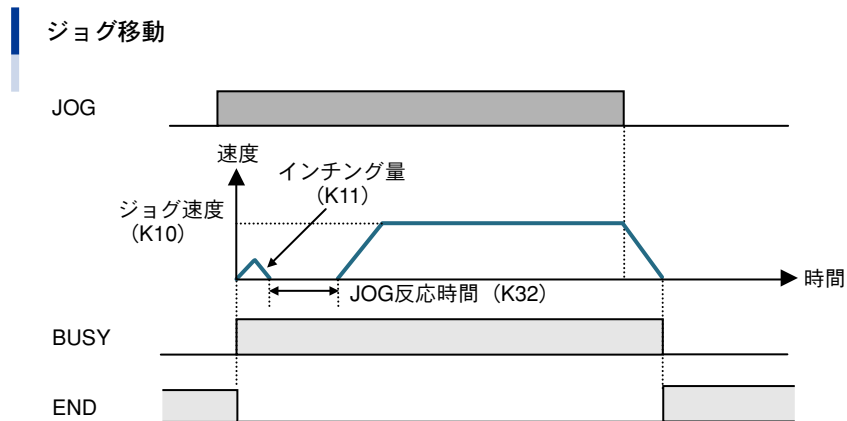 ジョグ移動
JOG
速度
インチング量
（K11）
ジョグ速度
（K10）
時間
JOG反応時間（K32）
BUSY
END